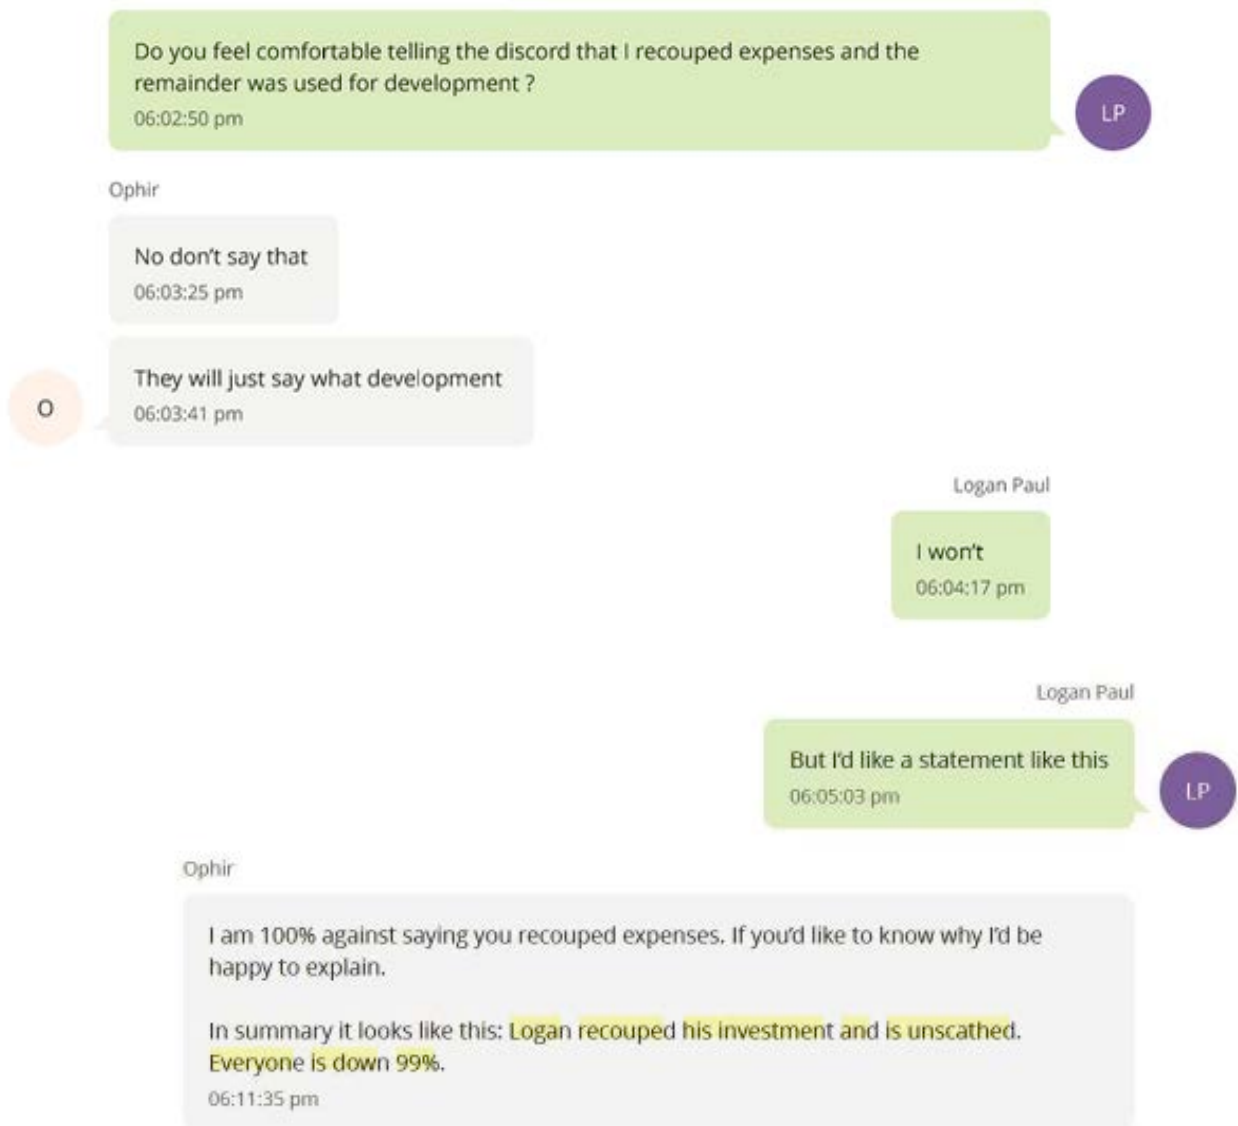 Do you feel comfortable telling the discord that I recouped expenses and the
remainder was used for development ?
06:02:50 pm
LP
Ophir
No don't say that
06:03:25 pm
They will just say what development
06:03:41 pm
O
Logan Paul
I won't
06:04:17 pm
Logan Paul
But I'd like a statement like this
06:05:03 pm
LP
Ophir
I am 100% against saying you recouped expenses. If you'd like to know why I'd be
happy to explain.
In summary it looks like this: Logan recouped his investment and is unscathed.
Everyone is down 99%.
06:11:35 pm